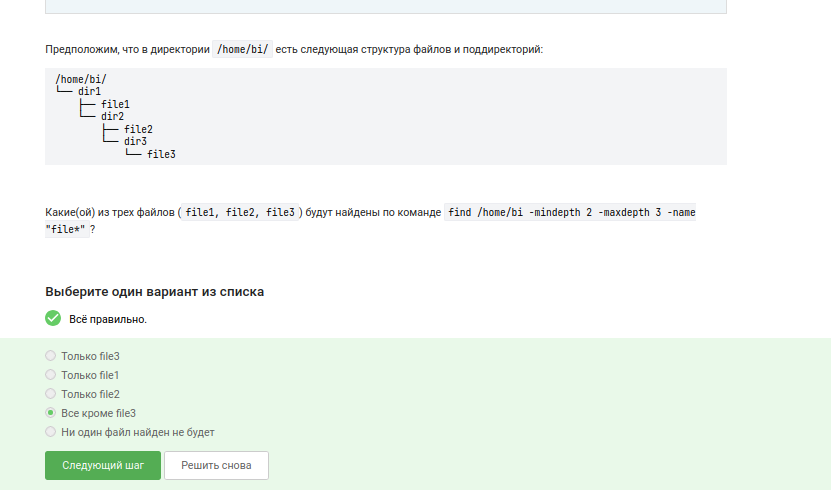 Предположим, что в директории /home/bi/ есть следующая структура файлов и поддиректорий:
/home/bi/
└── dir1
    ├── file1
    └── dir2
        ├── file2
        └── dir3
            └── file3
Какие(ой) из трех файлов ( file1, file2, file3 ) будут найдены по команде find /home/bi -mindepth 2 -maxdepth 3 -name
"file*" ?
Выберите один вариант из списка
Всё правильно.
Только file3
Только file1
Только file2
Все кроме file3
Ни один файл найден не будет
Следующий шаг Решить снова